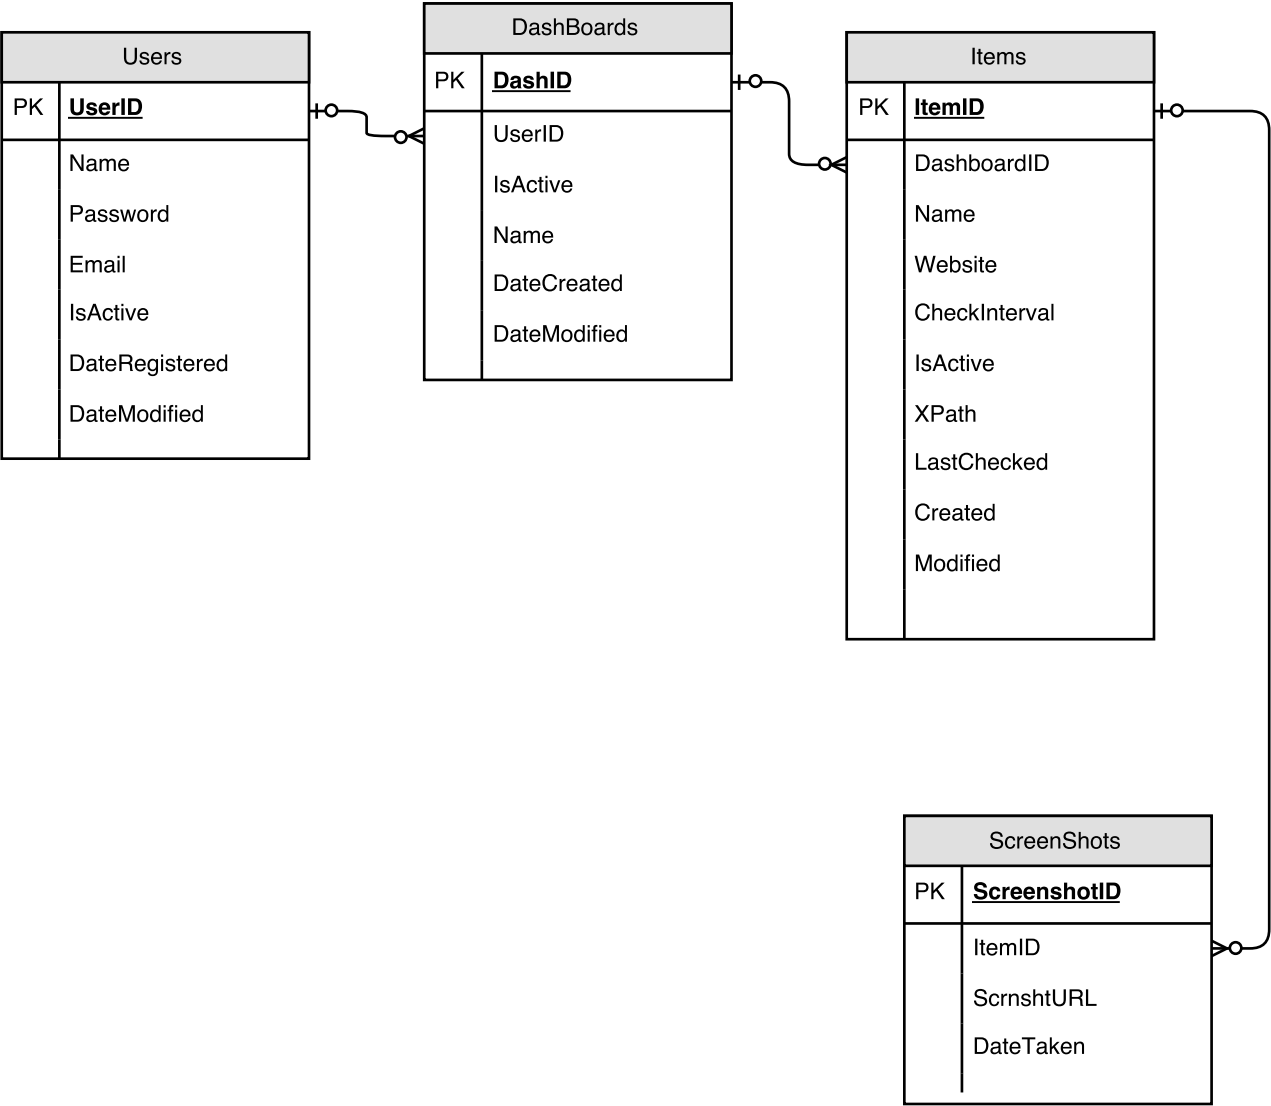 Users
PK UserID
Name
Password
Email
IsActive
DateRegistered
DateModified
DashBoards
PK DashID
UserID
IsActive
Name
DateCreated
DateModified
Items
PK ItemID
DashboardID
Name
Website
CheckInterval
IsActive
XPath
LastChecked
Created
Modified
ScreenShots
PK ScreenshotID
ItemID
ScrnshtURL
DateTaken